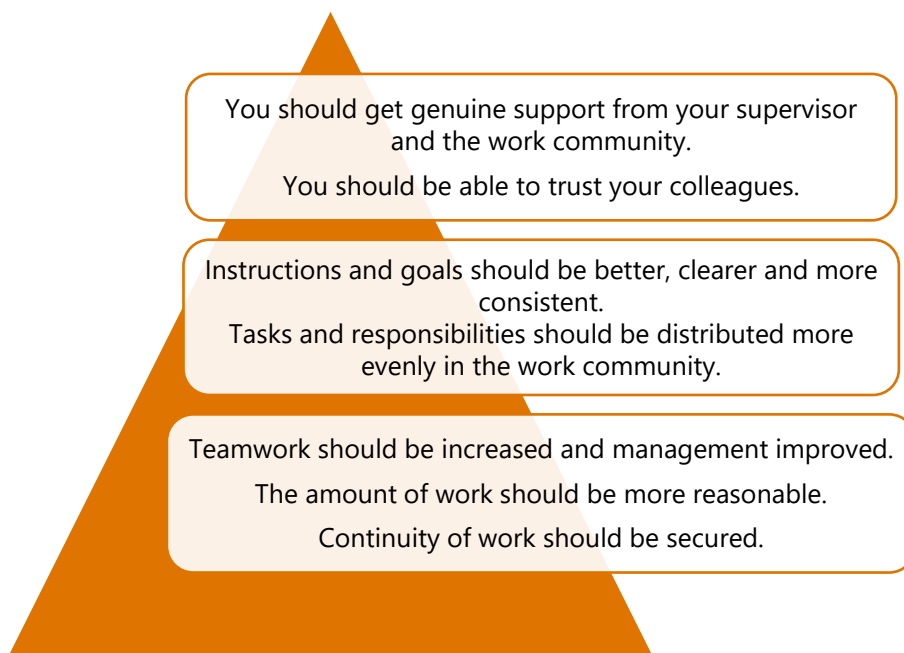 You should get genuine support from your supervisor
and the work community.
You should be able to trust your colleagues.
Instructions and goals should be better, clearer and more
consistent.
Tasks and responsibilities should be distributed more
evenly in the work community.
Teamwork should be increased and management improved.
The amount of work should be more reasonable.
Continuity of work should be secured.